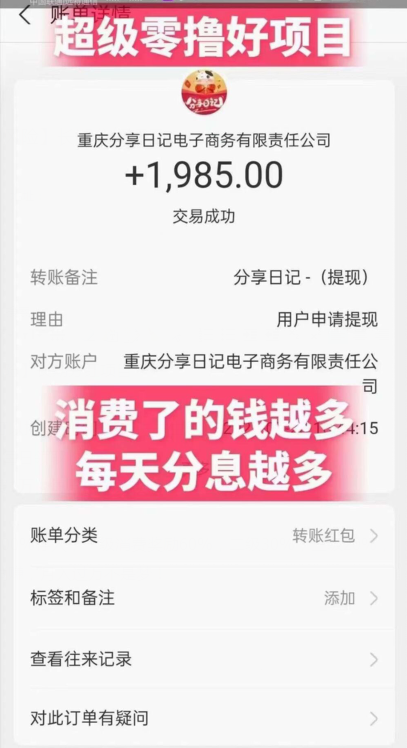 账单详情
超级零撸好项目
分享日记
重庆分享日记电子商务有限责任公司
+1,985.00
交易成功
转账备注 分享日记 -（提现）
理由 用户申请提现
对方账户 重庆分享日记电子商务有限责任公
司
消费了的钱越多
创建 4:15
每天分息越多
账单分类 转账红包
标签和备注 添加
查看往来记录
对此订单有疑问